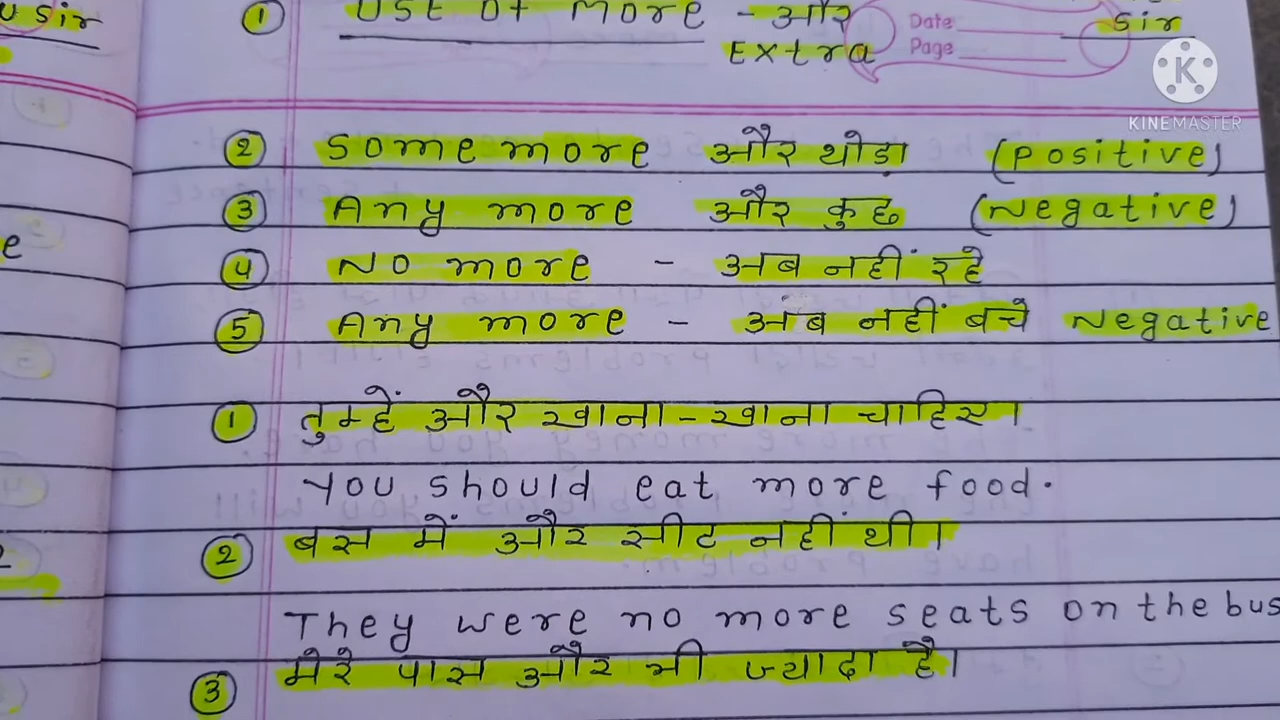 U Sir
① Use of more - और Sir
Extra
Date
Page
K
KINEMASTER
② Some more और थोड़ा (Positive)
③ Any more और कुछ (Negative)
e
④ No more - अब नहीं रहे
⑤ Any more - अब नहीं बचे Negative
① तुम्हें और खाना-खाना चाहिए।
You should eat more food.
② बस में और सीट नहीं थी।
They were no more seats on the bus
③ मेरे पास और भी ज्यादा है।